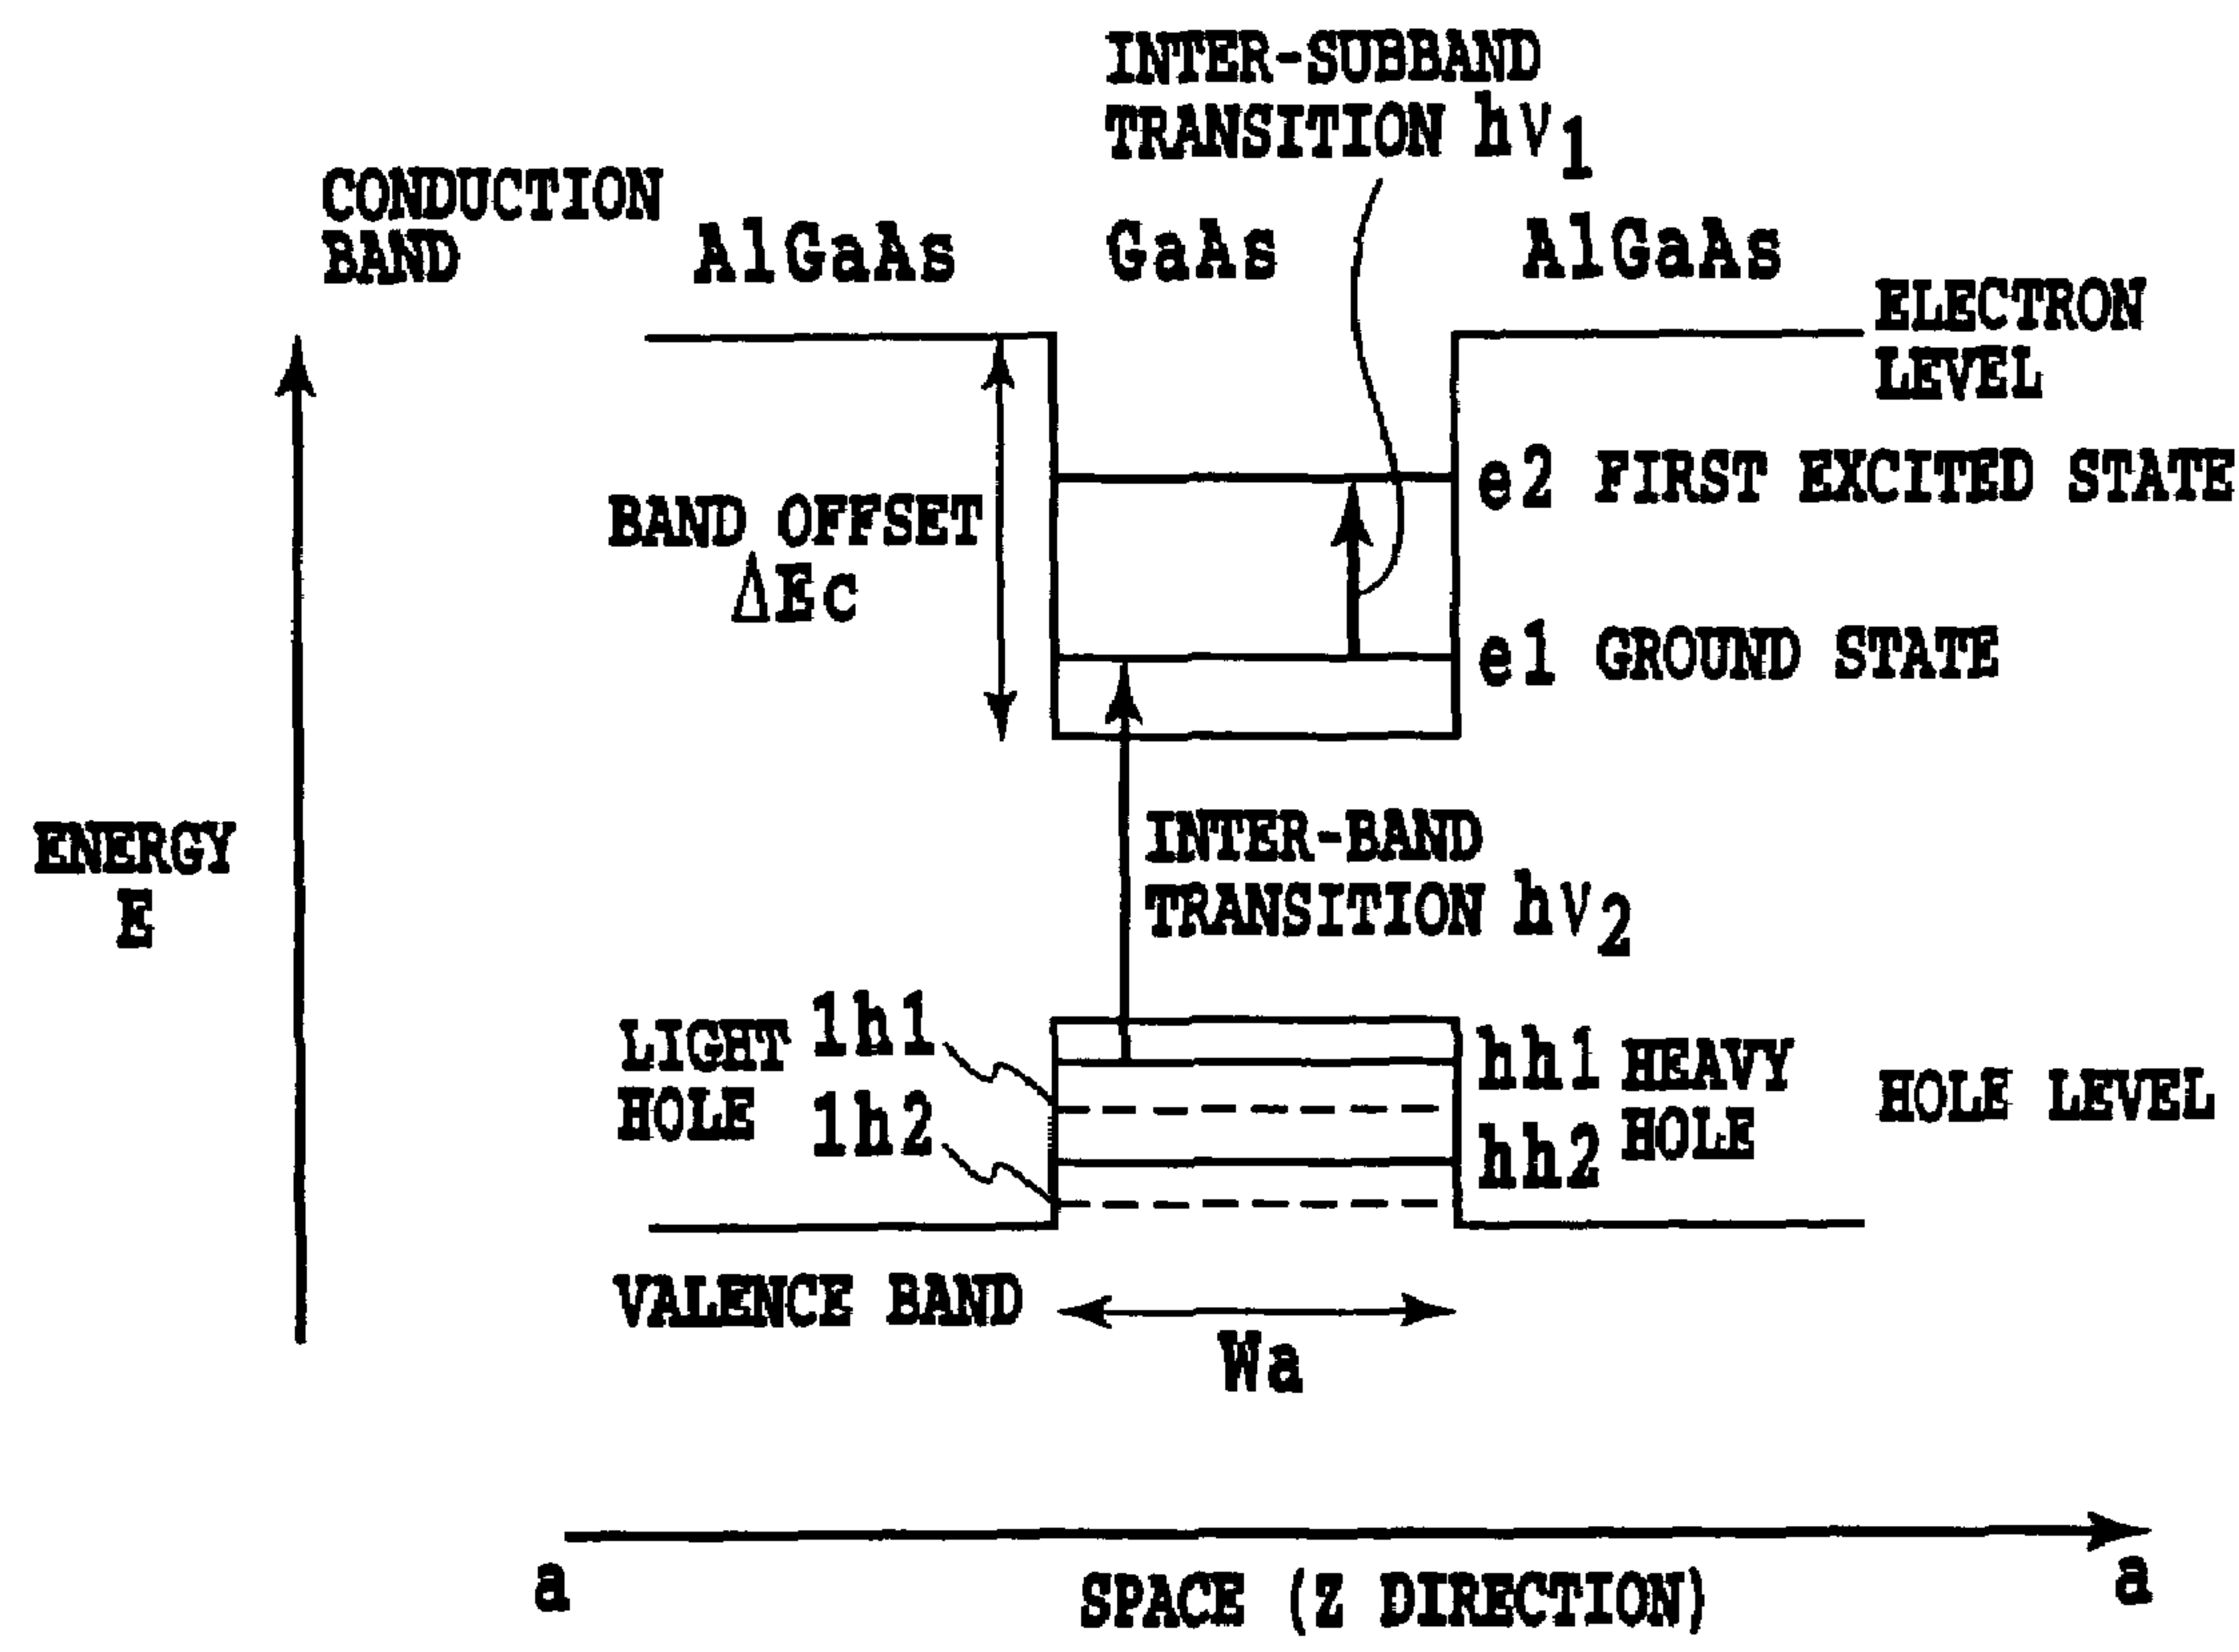 INTER-SUBBAND
TRANSITION hν1
CONDUCTION
BAND
AlGaAs
GaAs
AlGaAs
ELECTRON
LEVEL
e2 FIRST EXCITED STATE
BAND OFFSET
ΔEc
e1 GROUND STATE
ENERGY
E
INTER-BAND
TRANSITION hν2
LIGHT
HOLE
lh1
lh2
hh1
hh2
HEAVY
HOLE
HOLE LEVEL
VALENCE BAND
Wa
a
SPACE (Z DIRECTION)
a